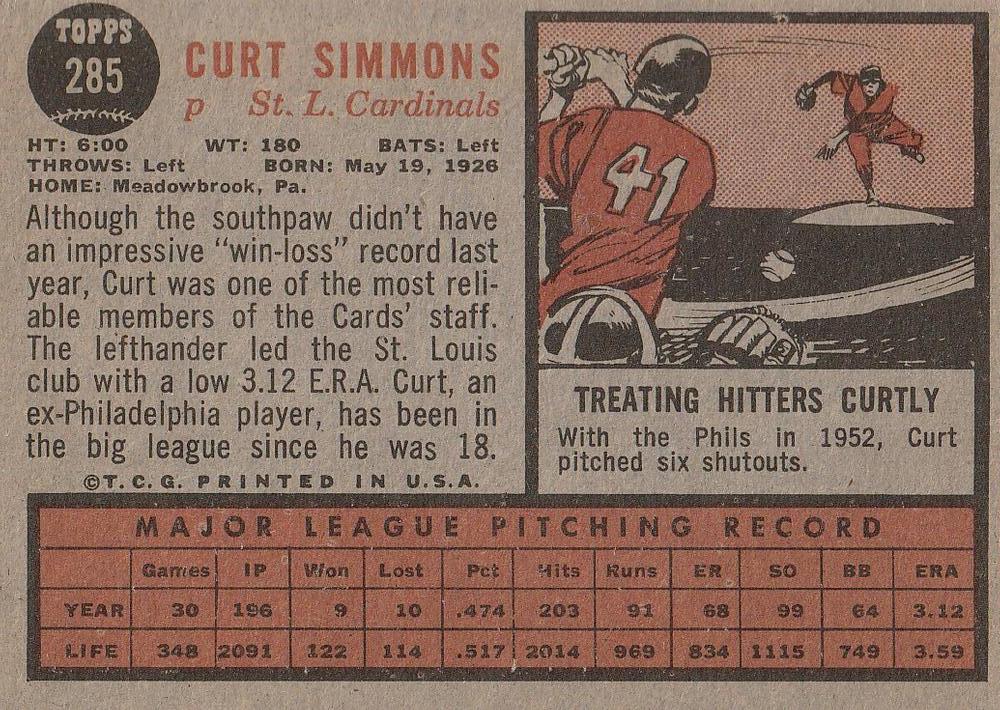 TOPPS
285
CURT SIMMONS
p St. L. Cardinals
HT: 6:00 WT: 180 BATS: Left
THROWS: Left BORN: May 19, 1926
HOME: Meadowbrook, Pa.
Although the southpaw didn't have
an impressive "win-loss" record last
year, Curt was one of the most reli-
able members of the Cards' staff.
The lefthander led the St. Louis
club with a low 3.12 E.R.A. Curt, an
ex-Philadelphia player, has been in
the big league since he was 18.
©T. C. G. PRINTED IN U.S.A.
41
TREATING HITTERS CURTLY
With the Phils in 1952, Curt
pitched six shutouts.
MAJOR LEAGUE PITCHING RECORD
Games IP Won Lost Pct Hits Runs ER SO BB ERA
YEAR 30 196 9 10 .474 203 91 68 99 64 3.12
LIFE 348 2091 122 114 .517 2014 969 834 1115 749 3.59